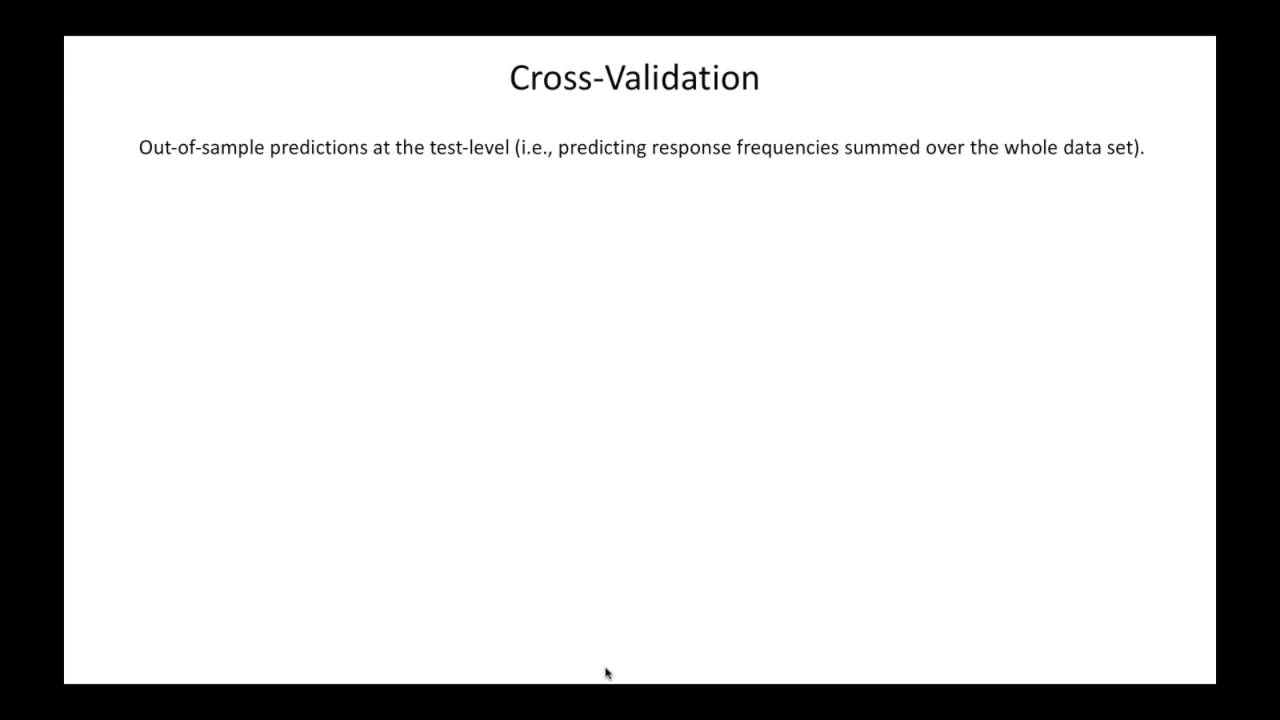 Cross-Validation
Out-of-sample predictions at the test-level (i.e., predicting response frequencies summed over the whole data set).